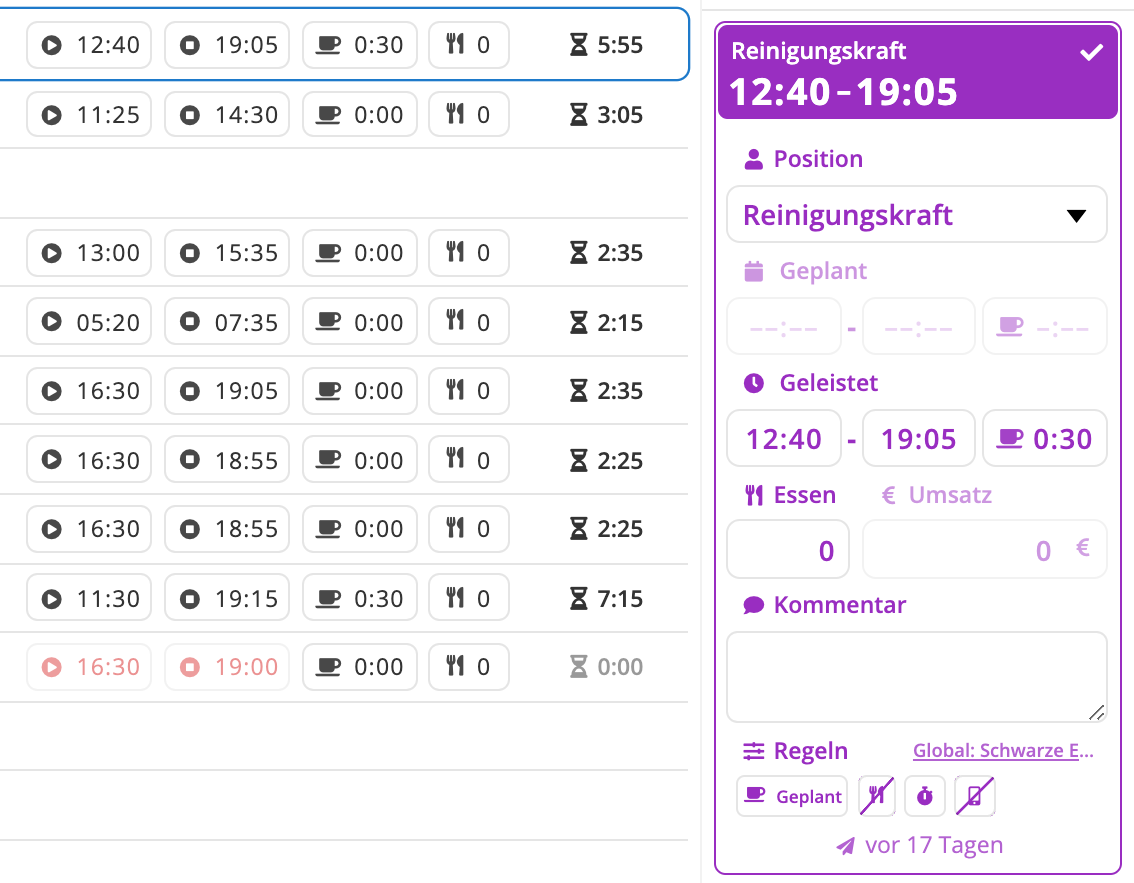 12:40 19:05 0:30 0 5:55
11:25 14:30 0:00 0 3:05
13:00 15:35 0:00 0 2:35
05:20 07:35 0:00 0 2:15
16:30 19:05 0:00 0 2:35
16:30 18:55 0:00 0 2:25
16:30 18:55 0:00 0 2:25
11:30 19:15 0:30 0 7:15
16:30 19:00 0:00 0 0:00
Reinigungskraft
12:40–19:05
Position
Reinigungskraft
Geplant
--:-- - --:-- -:--
Geleistet
12:40 - 19:05 0:30
Essen € Umsatz
0 0 €
Kommentar
Regeln Global: Schwarze E...
Geplant
vor 17 Tagen